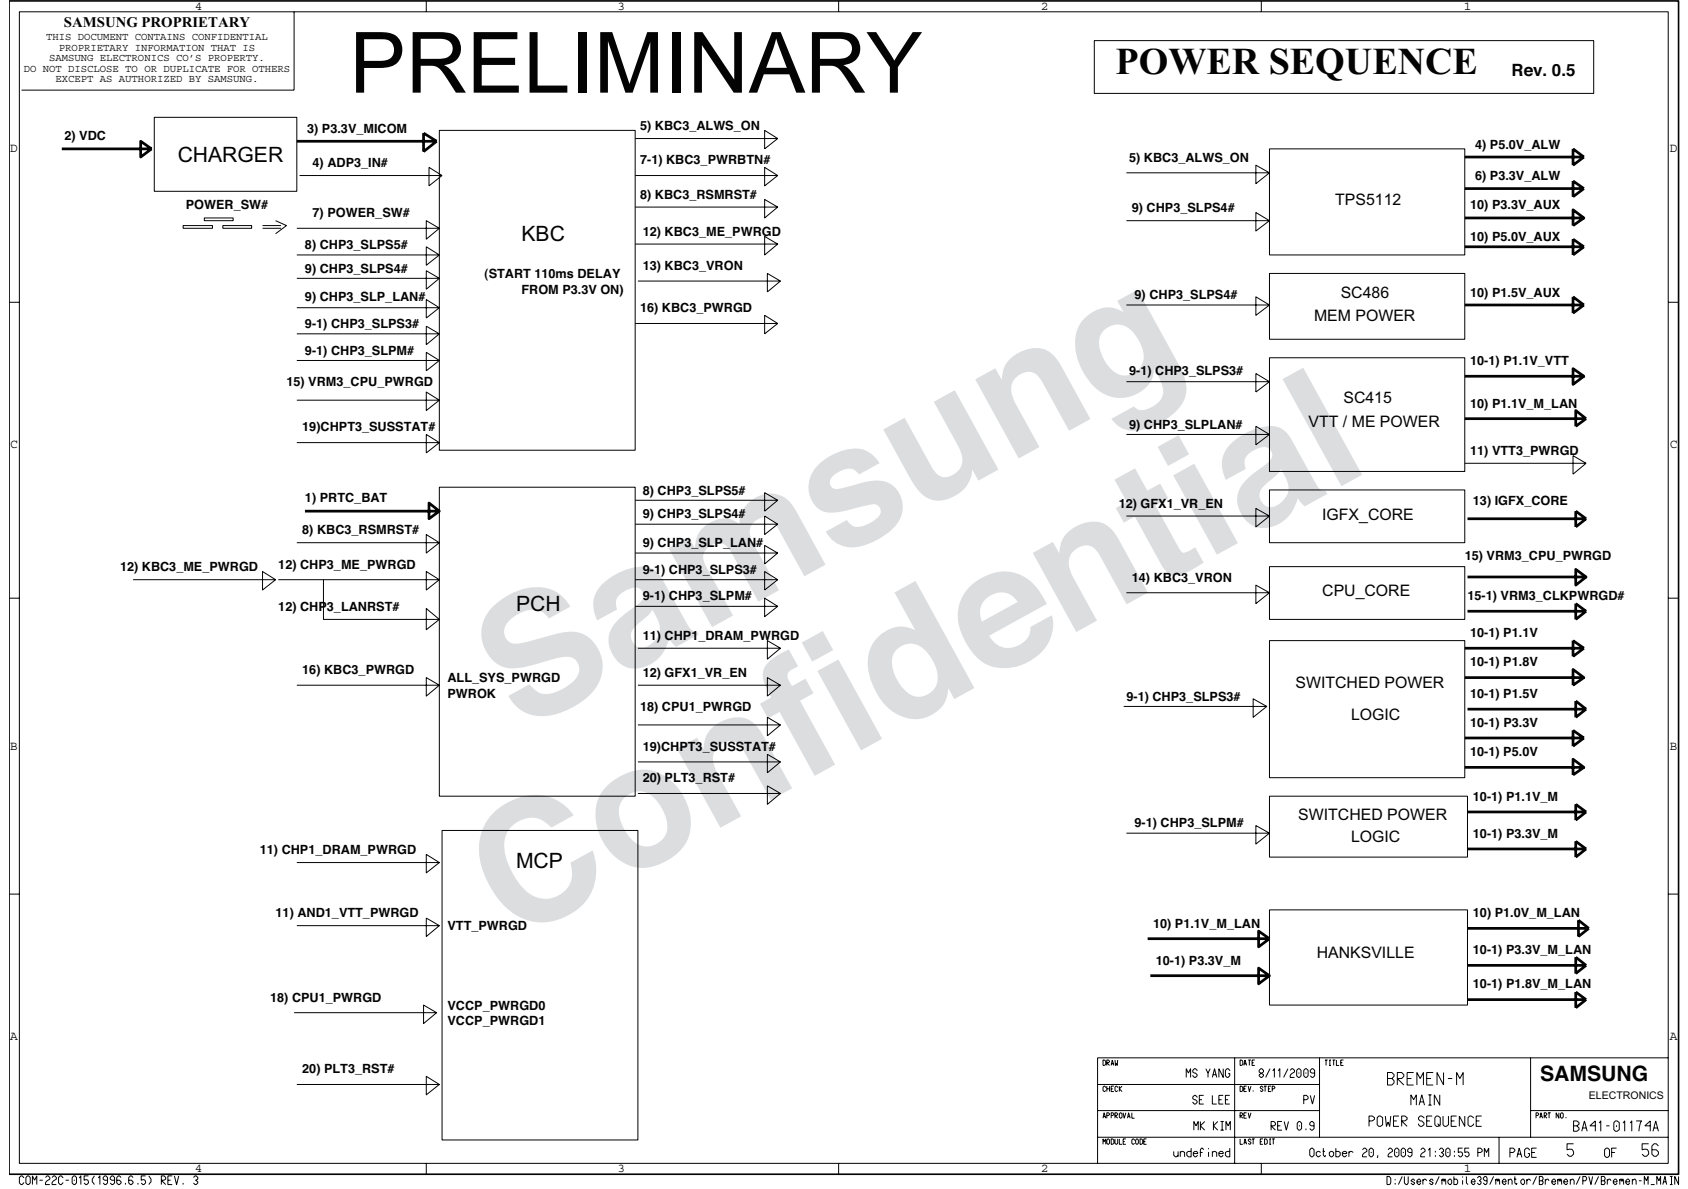 4 3 2 1
SAMSUNG PROPRIETARY
THIS DOCUMENT CONTAINS CONFIDENTIAL
PROPRIETARY INFORMATION THAT IS
SAMSUNG ELECTRONICS CO'S PROPERTY.
DO NOT DISCLOSE TO OR DUPLICATE FOR OTHERS
EXCEPT AS AUTHORIZED BY SAMSUNG.
PRELIMINARY
POWER SEQUENCE Rev. 0.5
D
C
B
A
2) VDC
CHARGER
3) P3.3V_MICOM
4) ADP3_IN#
POWER_SW#
7) POWER_SW#
8) CHP3_SLPS5#
9) CHP3_SLPS4#
9) CHP3_SLP_LAN#
9-1) CHP3_SLPS3#
9-1) CHP3_SLPM#
15) VRM3_CPU_PWRGD
19)CHPT3_SUSSTAT#
KBC
(START 110ms DELAY
FROM P3.3V ON)
5) KBC3_ALWS_ON
7-1) KBC3_PWRBTN#
8) KBC3_RSMRST#
12) KBC3_ME_PWRGD
13) KBC3_VRON
16) KBC3_PWRGD
1) PRTC_BAT
8) KBC3_RSMRST#
12) KBC3_ME_PWRGD
12) CHP3_ME_PWRGD
12) CHP3_LANRST#
16) KBC3_PWRGD
PCH
ALL_SYS_PWRGD
PWROK
8) CHP3_SLPS5#
9) CHP3_SLPS4#
9) CHP3_SLP_LAN#
9-1) CHP3_SLPS3#
9-1) CHP3_SLPM#
11) CHP1_DRAM_PWRGD
12) GFX1_VR_EN
18) CPU1_PWRGD
19)CHPT3_SUSSTAT#
20) PLT3_RST#
11) CHP1_DRAM_PWRGD
11) AND1_VTT_PWRGD
18) CPU1_PWRGD
20) PLT3_RST#
MCP
VTT_PWRGD
VCCP_PWRGD0
VCCP_PWRGD1
5) KBC3_ALWS_ON
9) CHP3_SLPS4#
TPS5112
4) P5.0V_ALW
6) P3.3V_ALW
10) P3.3V_AUX
10) P5.0V_AUX
9) CHP3_SLPS4#
SC486
MEM POWER
10) P1.5V_AUX
9-1) CHP3_SLPS3#
9) CHP3_SLPLAN#
SC415
VTT / ME POWER
10-1) P1.1V_VTT
10) P1.1V_M_LAN
11) VTT3_PWRGD
12) GFX1_VR_EN
IGFX_CORE
13) IGFX_CORE
14) KBC3_VRON
CPU_CORE
15) VRM3_CPU_PWRGD
15-1) VRM3_CLKPWRGD#
9-1) CHP3_SLPS3#
SWITCHED POWER
LOGIC
10-1) P1.1V
10-1) P1.8V
10-1) P1.5V
10-1) P3.3V
10-1) P5.0V
9-1) CHP3_SLPM#
SWITCHED POWER
LOGIC
10-1) P1.1V_M
10-1) P3.3V_M
10) P1.1V_M_LAN
10-1) P3.3V_M
HANKSVILLE
10) P1.0V_M_LAN
10-1) P3.3V_M_LAN
10-1) P1.8V_M_LAN
Samsung
Confidential
DRAW MS YANG DATE 8/11/2009
CHECK SE LEE DEV. STEP PV
APPROVAL MK KIM REV REV 0.9
MODULE CODE undefined LAST EDIT October 20, 2009 21:30:55 PM
TITLE
BREMEN-M
MAIN
POWER SEQUENCE
SAMSUNG
ELECTRONICS
PART NO. BA41-01174A
PAGE 5 OF 56
D
C
B
A
4 3 2 1
COM-22C-015(1996.6.5) REV. 3
D:/Users/mobile39/mentor/Bremen/PV/Bremen-M_MAIN